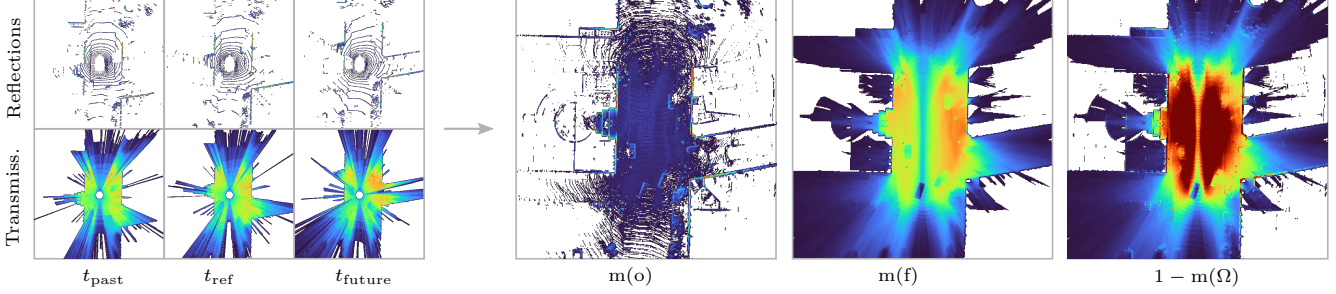 Reflections
Transmiss.
t_past
t_ref
t_future
m(o)
m(f)
1 − m(Ω)